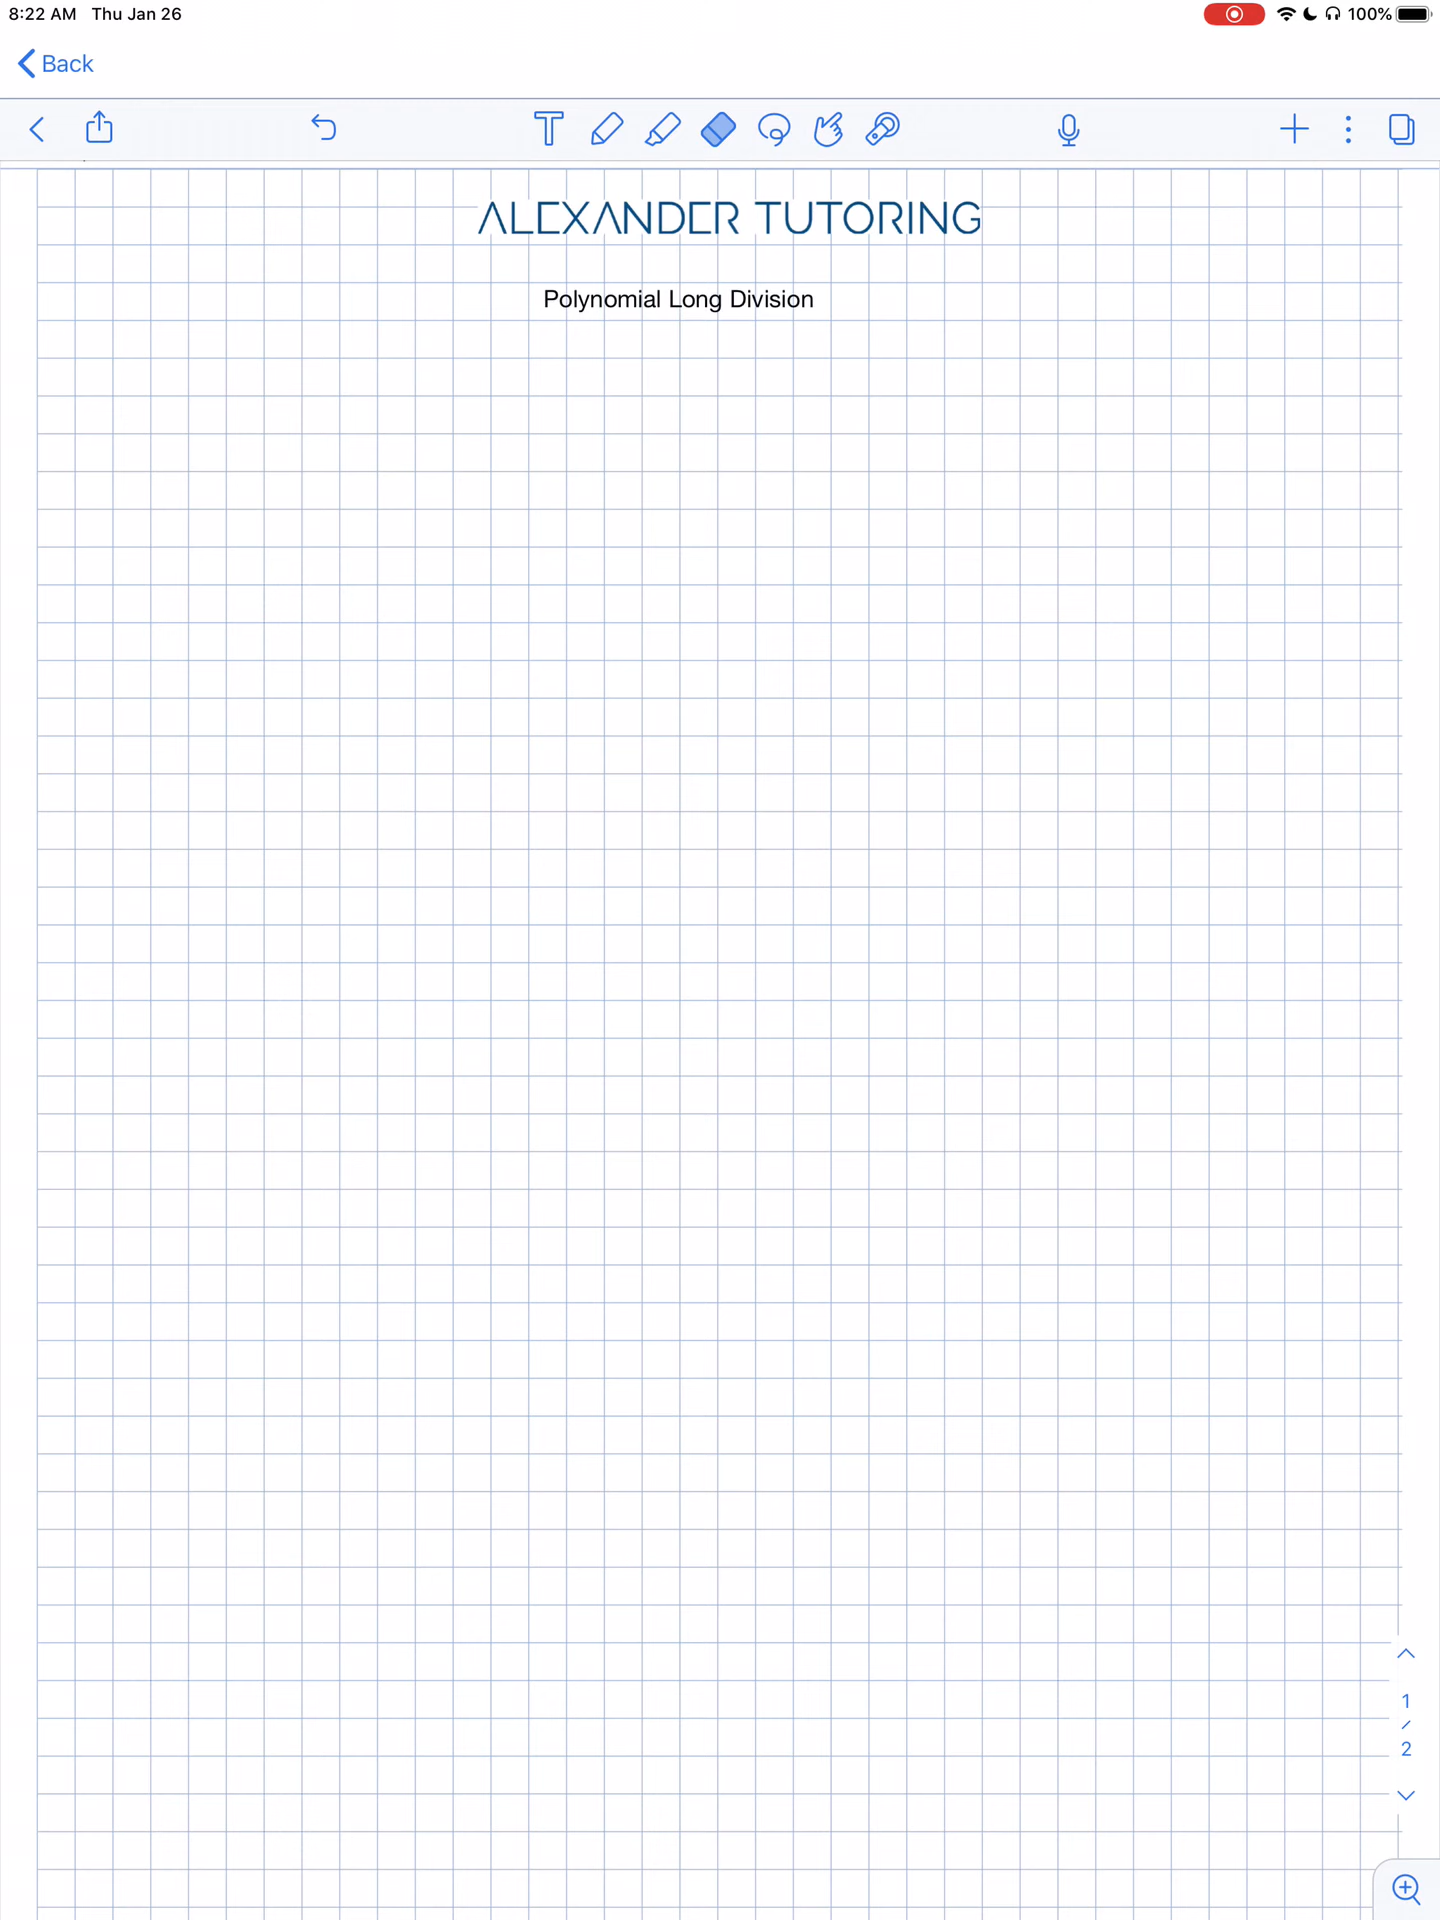 8:22 AM Thu Jan 26
100%
Back
ALEXANDER TUTORING
Polynomial Long Division
1
/
2